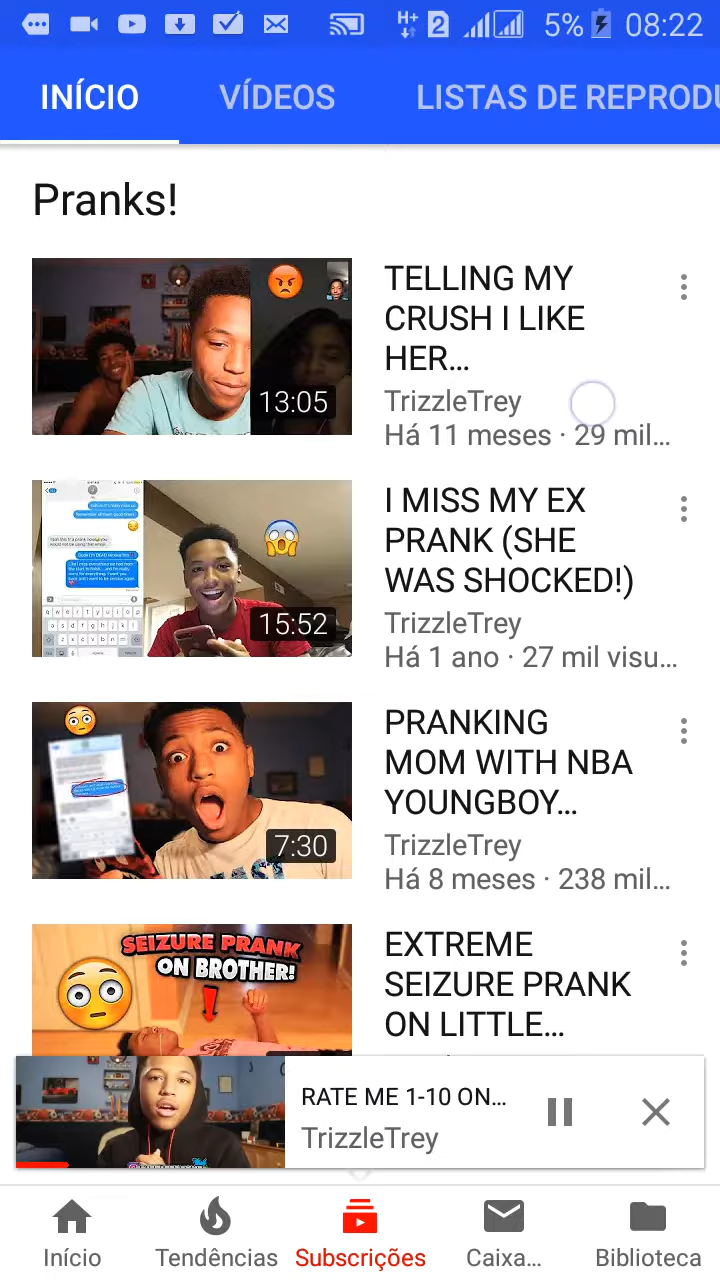 2 5% 08:22
INÍCIO VÍDEOS LISTAS DE REPRODU
Pranks!
TELLING MY
CRUSH I LIKE
HER...
TrizzleTrey
Há 11 meses · 29 mil...
13:05
I MISS MY EX
PRANK (SHE
WAS SHOCKED!)
TrizzleTrey
Há 1 ano · 27 mil visu...
15:52
PRANKING
MOM WITH NBA
YOUNGBOY...
TrizzleTrey
Há 8 meses · 238 mil...
7:30
SEIZURE PRANK
ON BROTHER!
EXTREME
SEIZURE PRANK
ON LITTLE...
RATE ME 1-10 ON...
TrizzleTrey
Início Tendências Subscrições Caixa... Biblioteca